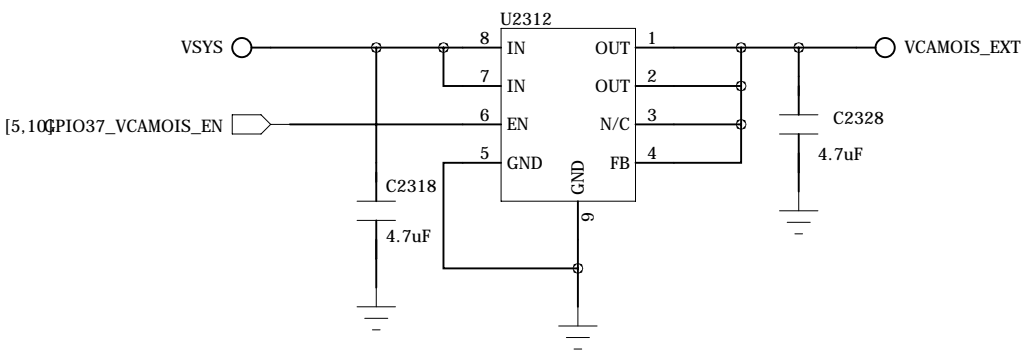 U2312
VSYS
8 IN OUT 1
VCAMOIS_EXT
7 IN OUT 2
[5,10] GPIO37_VCAMOIS_EN
6 EN N/C 3
C2328
4.7uF
5 GND FB 4
GND
9
C2318
4.7uF